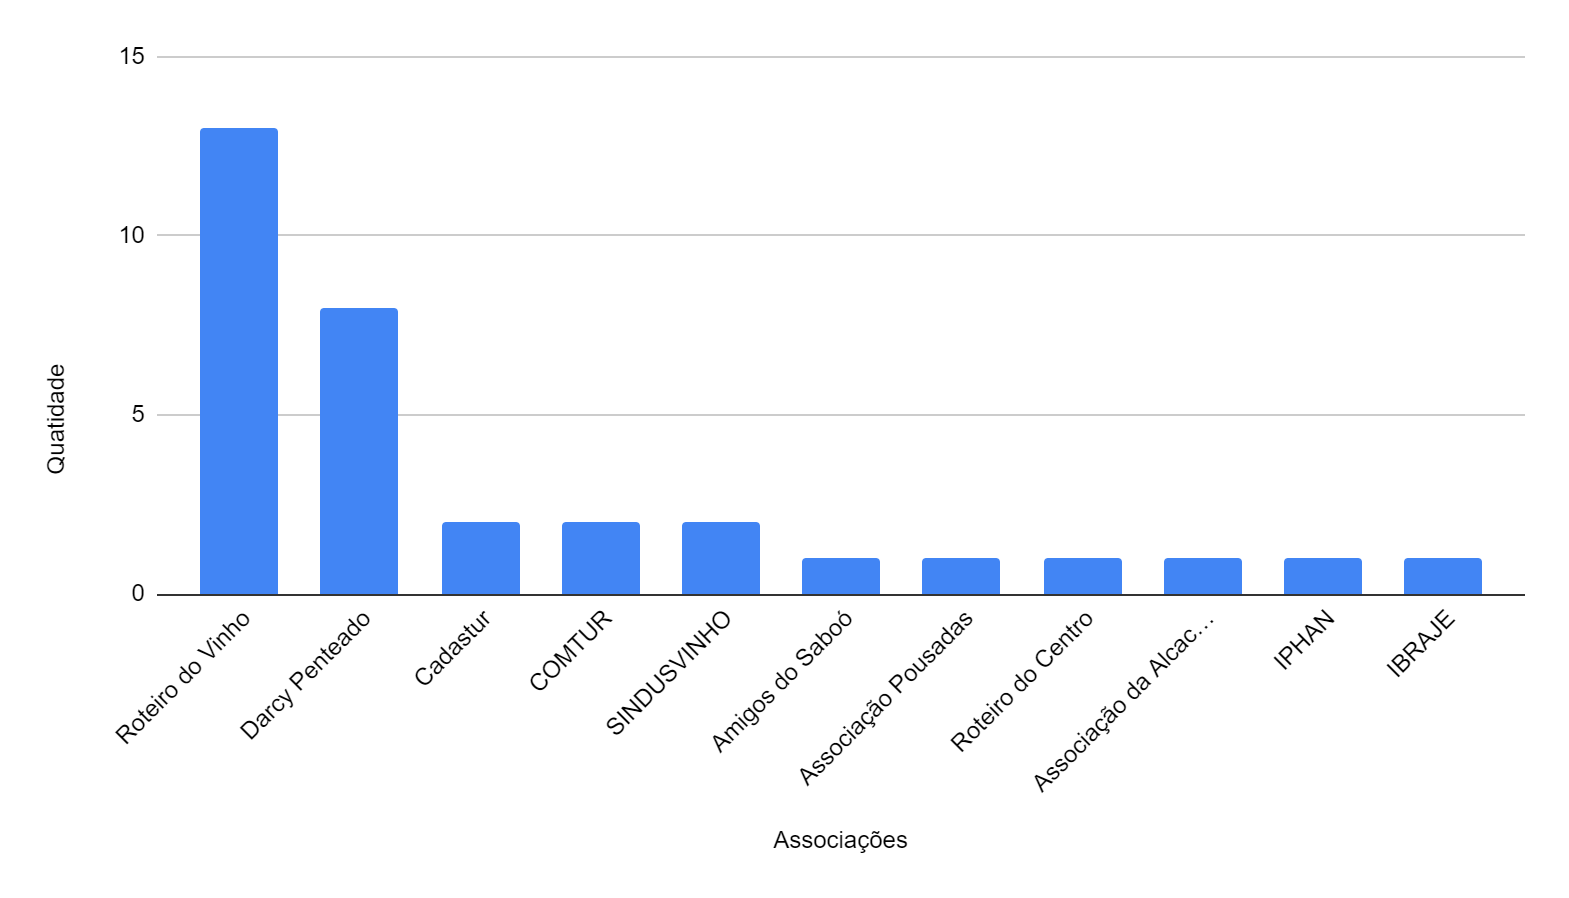 15
10
5
0
Quatidade
Roteiro do Vinho
Darcy Penteado
Cadastur
COMTUR
SINDUSVINHO
Amigos do Saboó
Associação Pousadas
Roteiro do Centro
Associação da Alcac...
IPHAN
IBRAJE
Associações